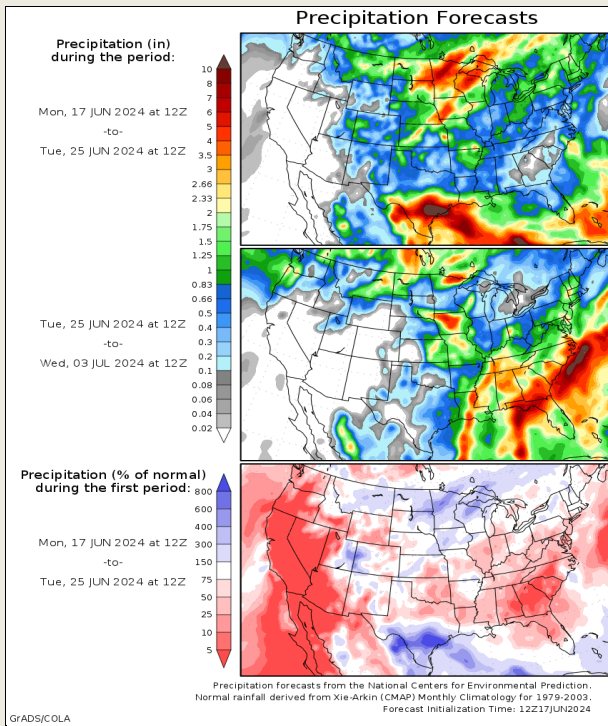 Precipitation Forecasts
Precipitation (in)
during the period:
Mon, 17 JUN 2024 at 12Z
-to-
Tue, 25 JUN 2024 at 12Z
10
8
7
6
5
4
3.5
3
2.66
2.33
2
1.75
1.5
1.25
1
0.83
0.66
0.5
0.4
0.3
0.2
0.1
0.08
0.06
0.04
0.02
Tue, 25 JUN 2024 at 12Z
-to-
Wed, 03 JUL 2024 at 12Z
Precipitation (% of normal)
during the first period:
Mon, 17 JUN 2024 at 12Z
-to-
Tue, 25 JUN 2024 at 12Z
800
600
400
300
150
75
50
25
10
5
Precipitation forecasts from the National Centers for Environmental Prediction.
Normal rainfall derived from Xie-Arkin (CMAP) Monthly Climatology for 1979-2003.
Forecast Initialization Time: 12Z17JUN2024
GrADS/COLA